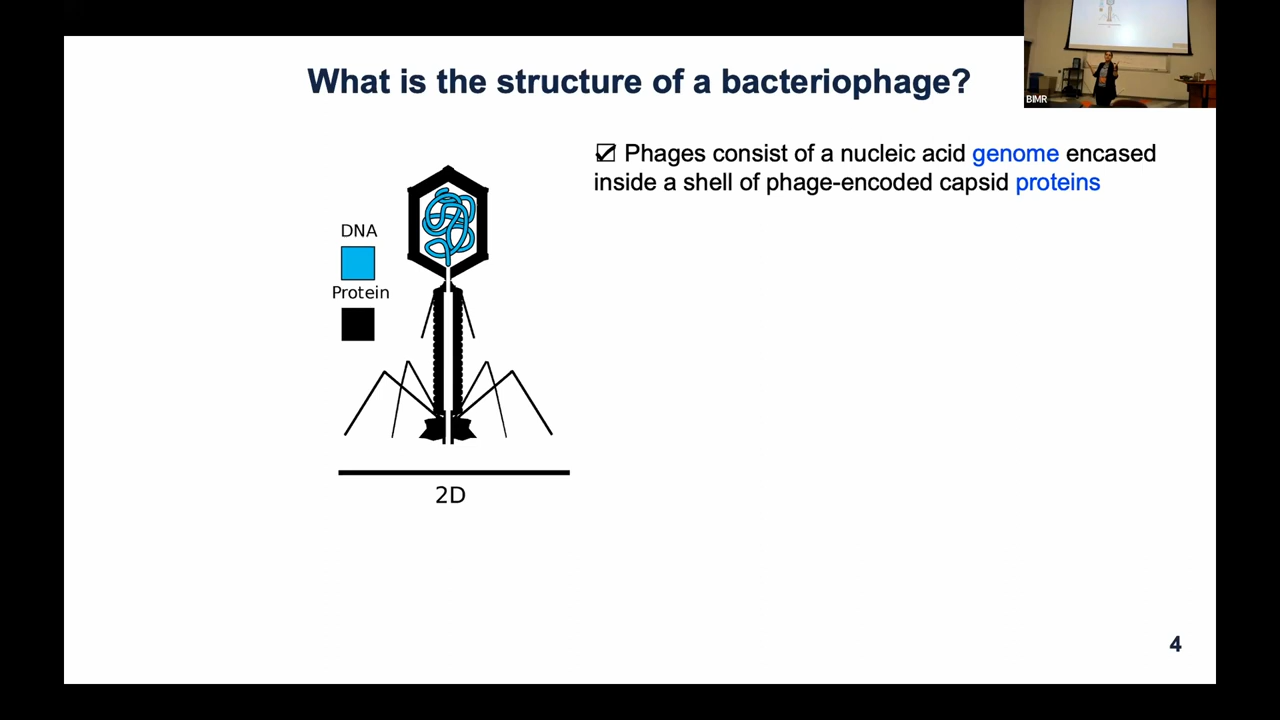 What is the structure of a bacteriophage?
BIMR
☑ Phages consist of a nucleic acid genome encased
inside a shell of phage-encoded capsid proteins
DNA
Protein
2D
4